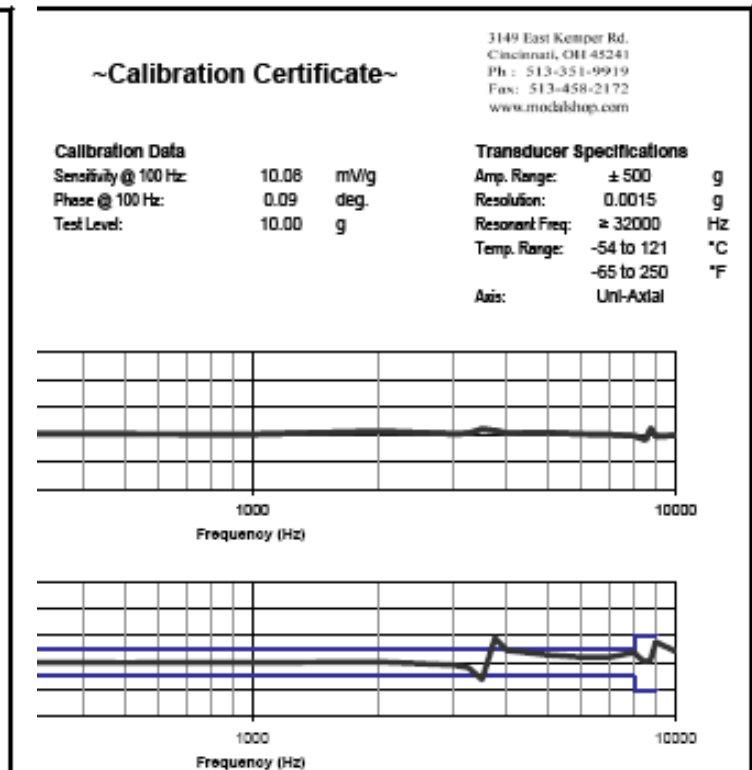 3149 East Kemper Rd.
Cincinnati, OH 45241
Ph : 513-351-9919
Fax: 513-458-2172
www.modalshop.com
~Calibration Certificate~
Calibration Data
Sensitivity @ 100 Hz: 10.08 mV/g
Phase @ 100 Hz: 0.09 deg.
Test Level: 10.00 g
Transducer Specifications
Amp. Range: ± 500 g
Resolution: 0.0015 g
Resonant Freq: ≥ 32000 Hz
Temp. Range: -54 to 121 °C
-65 to 250 °F
Axis: Uni-Axial
1000 10000
Frequency (Hz)
1000 10000
Frequency (Hz)